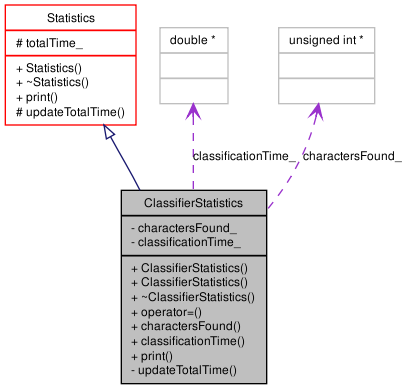 Statistics
# totalTime_
+ Statistics()
+ ~Statistics()
+ print()
# updateTotalTime()
double *
unsigned int *
classificationTime_
charactersFound_
ClassifierStatistics
- charactersFound_
- classificationTime_
+ ClassifierStatistics()
+ ClassifierStatistics()
+ ~ClassifierStatistics()
+ operator=()
+ charactersFound()
+ classificationTime()
+ print()
- updateTotalTime()